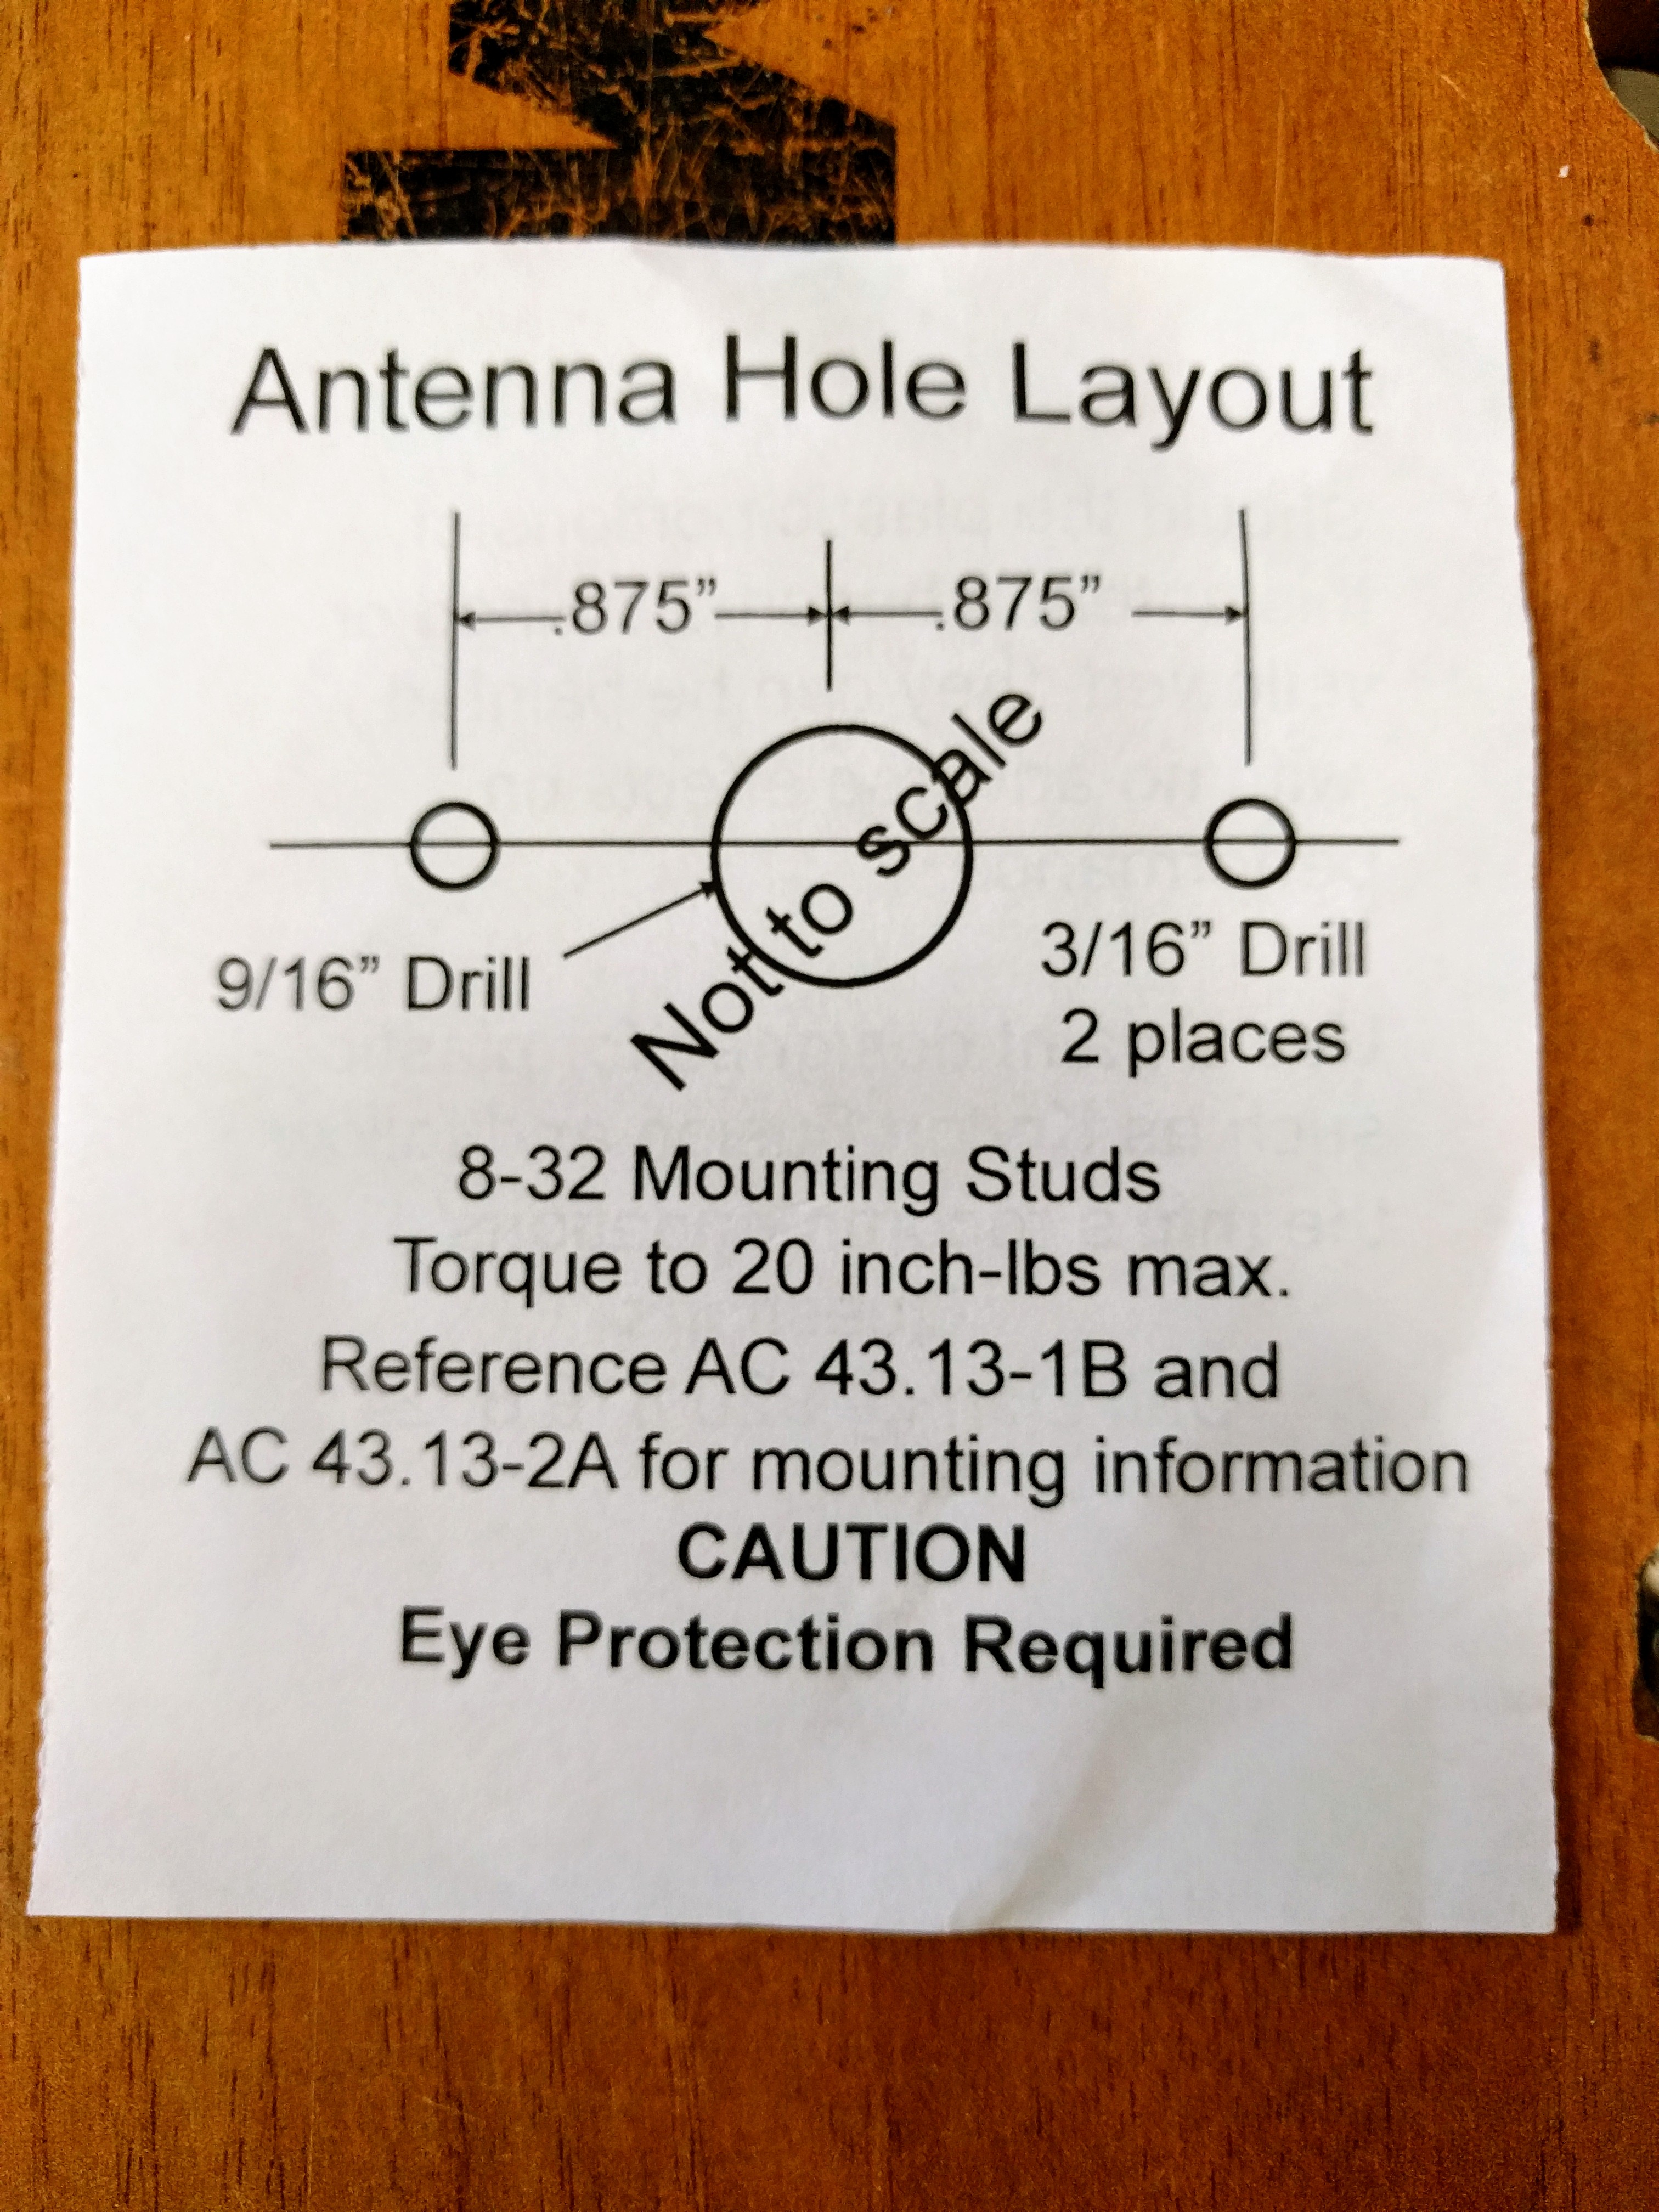 Antenna Hole Layout
.875” .875”
Not to scale
9/16” Drill
3/16” Drill
2 places
8-32 Mounting Studs
Torque to 20 inch-lbs max.
Reference AC 43.13-1B and
AC 43.13-2A for mounting information
CAUTION
Eye Protection Required